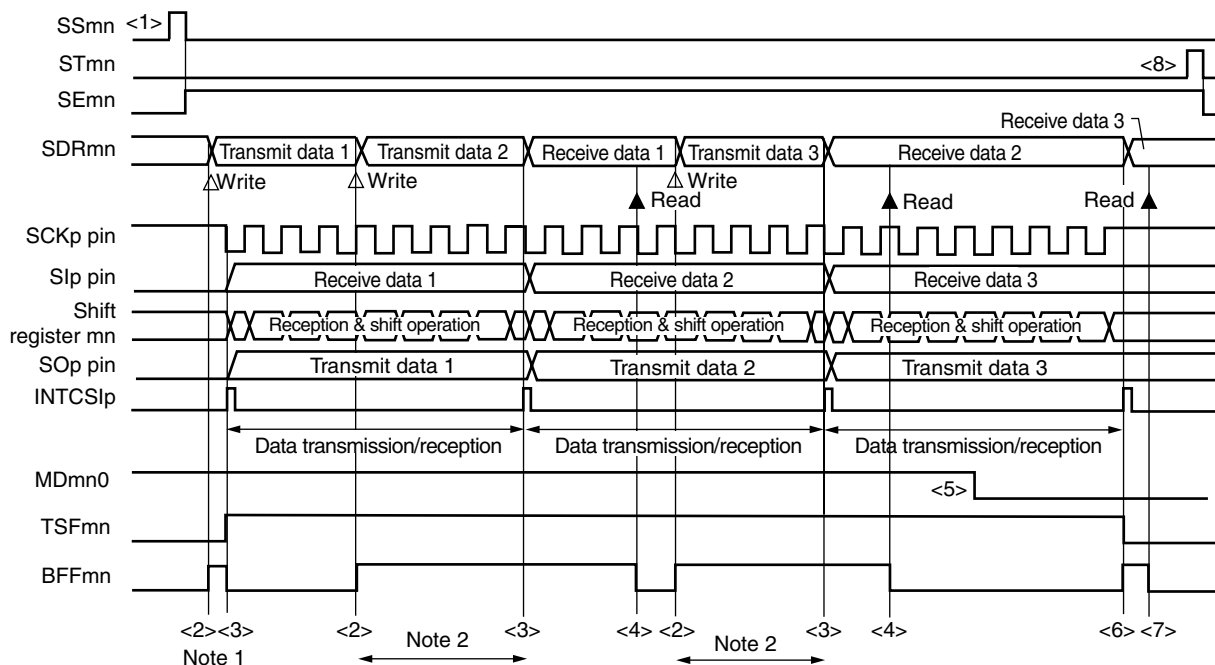 SSmn <1>
STmn <8>
SEmn
Receive data 3
SDRmn Transmit data 1 Transmit data 2 Receive data 1 Transmit data 3 Receive data 2
Write Write Write
Read Read Read
SCKp pin
SIp pin Receive data 1 Receive data 2 Receive data 3
Shift
register mn Reception & shift operation Reception & shift operation Reception & shift operation
SOp pin Transmit data 1 Transmit data 2 Transmit data 3
INTCSIp
Data transmission/reception Data transmission/reception Data transmission/reception
MDmn0
<5>
TSFmn
BFFmn
<2> <3> <2> <3> <4> <2> <3> <4> <6> <7>
Note 1 Note 2 Note 2